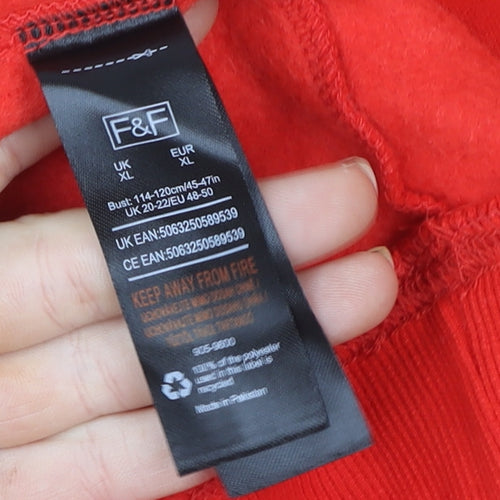 F&F
UK EUR
XL XL
Bust: 114-120cm/45-47in
UK 20-22/EU 48-50
UK EAN:5063250589539
CE EAN:5063250589539
KEEP AWAY FROM FIRE
905-9800
100% of the polyester
used in this label is
recycled
Made in Pakistan